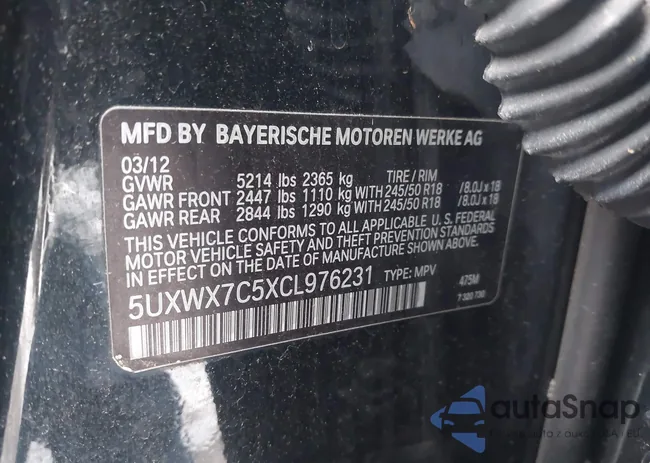 MFD BY BAYERISCHE MOTOREN WERKE AG
03/12
GVWR 5214 lbs 2365 kg TIRE / RIM
GAWR FRONT 2447 lbs 1110 kg WITH 245/50 R18 /8.0J x 18
GAWR REAR 2844 lbs 1290 kg WITH 245/50 R18 /8.0J x 18
THIS VEHICLE CONFORMS TO ALL APPLICABLE U.S. FEDERAL
MOTOR VEHICLE SAFETY AND THEFT PREVENTION STANDARDS
IN EFFECT ON THE DATE OF MANUFACTURE SHOWN ABOVE.
5UXWX7C5XCL976231 TYPE: MPV 475M
7 320 730
autoSnap